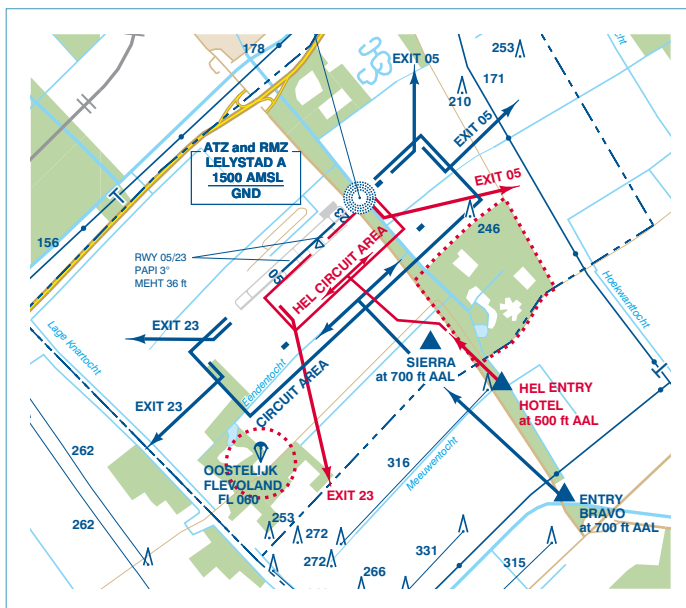 178
EXIT 05
253
171
210
EXIT 05
ATZ and RMZ
LELYSTAD A
1500 AMSL
GND
EXIT 05
156
23
246
RWY 05/23
PAPI 3°
MEHT 36 ft
05
HEL CIRCUIT AREA
Hoekwanttocht
Lage Knartocht
EXIT 23
Eendentocht
CIRCUIT AREA
SIERRA
at 700 ft AAL
HEL ENTRY
HOTEL
at 500 ft AAL
EXIT 23
262
OOSTELIJK
FLEVOLAND
FL 060
316
Meeuwentocht
EXIT 23
ENTRY
BRAVO
at 700 ft AAL
262
253
272
272
331
315
266